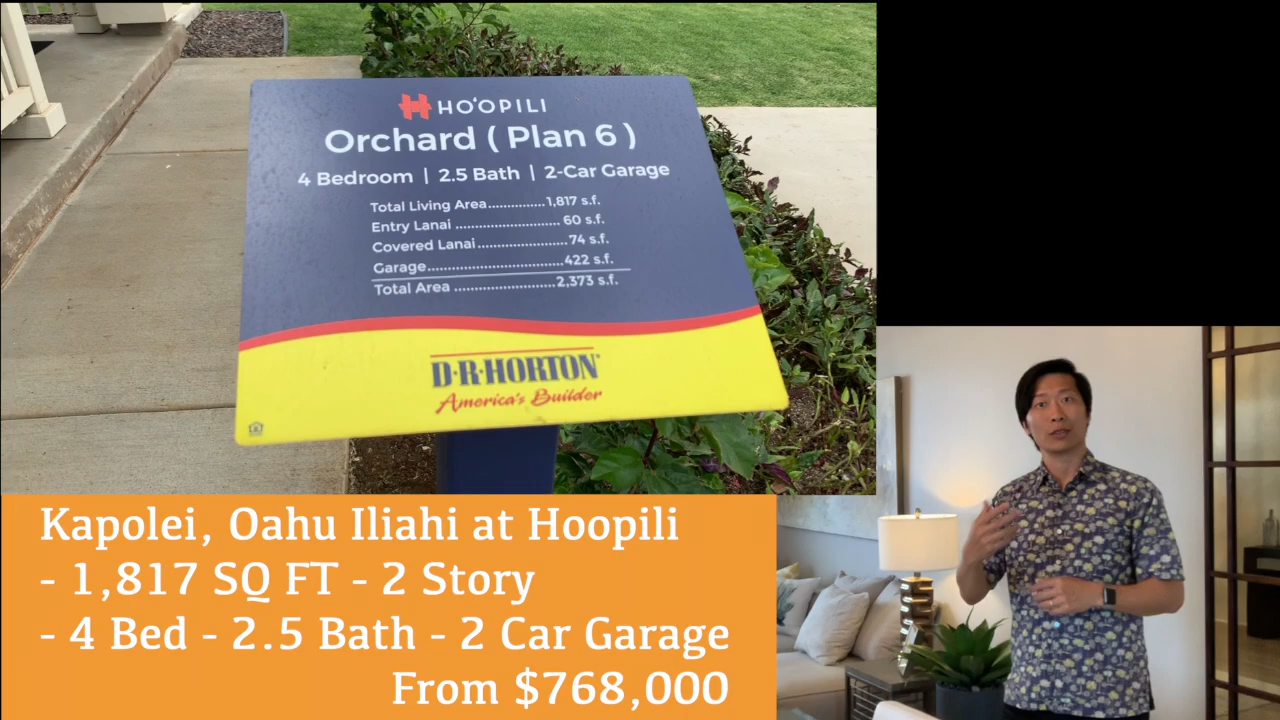 HO'OPILI
Orchard ( Plan 6 )
4 Bedroom | 2.5 Bath | 2-Car Garage
Total Living Area...............1,817 s.f.
Entry Lanai ............................ 60 s.f.
Covered Lanai........................74 s.f.
Garage....................................422 s.f.
Total Area ...........................2,373 s.f.
D·R·HORTON
America's Builder
Kapolei, Oahu Iliahi at Hoopili
- 1,817 SQ FT - 2 Story
- 4 Bed - 2.5 Bath - 2 Car Garage
From $768,000